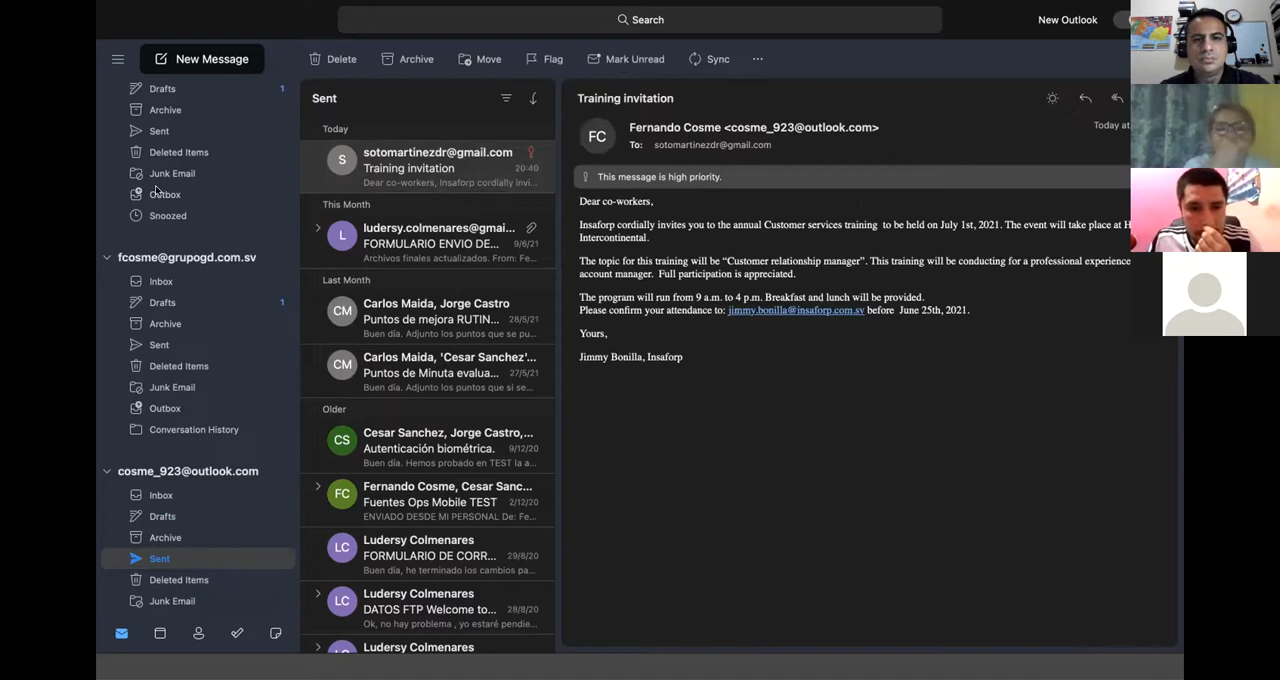 Search
New Outlook
New Message
Delete
Archive
Move
Flag
Mark Unread
Sync
Drafts 1
Archive
Sent
Deleted Items
Junk Email
Outbox
Snoozed
fcosme@grupogd.com.sv
Inbox
Drafts 1
Archive
Sent
Deleted Items
Junk Email
Outbox
Conversation History
cosme_923@outlook.com
Inbox
Drafts
Archive
Sent
Deleted Items
Junk Email
Sent
Today
S
sotomartinezdr@gmail.com
Training invitation 20:40
Dear co-workers, Insaforp cordially invi...
This Month
L
ludersy.colmenares@gmai...
FORMULARIO ENVIO DE... 9/6/21
Archivos finales actualizados. From: Fe...
Last Month
CM
Carlos Maida, Jorge Castro
Puntos de mejora RUTIN... 28/5/21
Buen día. Adjunto los puntos que se pu...
CM
Carlos Maida, 'Cesar Sanchez'...
Puntos de Minuta evalua... 27/5/21
Buen día. Adjunto los puntos que si se...
Older
CS
Cesar Sanchez, Jorge Castro,...
Autenticación biométrica. 9/12/20
Buen día. Hemos probado en TEST la a...
FC
Fernando Cosme, Cesar Sanc...
Fuentes Ops Mobile TEST 2/12/20
ENVIADO DESDE MI PERSONAL De: Fe...
LC
Ludersy Colmenares
FORMULARIO DE CORR... 29/8/20
Buen día, he terminado los cambios pa...
LC
Ludersy Colmenares
DATOS FTP Welcome to... 28/8/20
Ok, no hay problema , yo estaré pendie...
Ludersy Colmenares
Training invitation
FC
Fernando Cosme <cosme_923@outlook.com>
To: sotomartinezdr@gmail.com
Today at
This message is high priority.
Dear co-workers,
Insaforp cordially invites you to the annual Customer services training to be held on July 1st, 2021. The event will take place at H
Intercontinental.
The topic for this training will be “Customer relationship manager”. This training will be conducting for a professional experience
account manager. Full participation is appreciated.
The program will run from 9 a.m. to 4 p.m. Breakfast and lunch will be provided.
Please confirm your attendance to: jimmy.bonilla@insaforp.com.sv before June 25th, 2021.
Yours,
Jimmy Bonilla, Insaforp